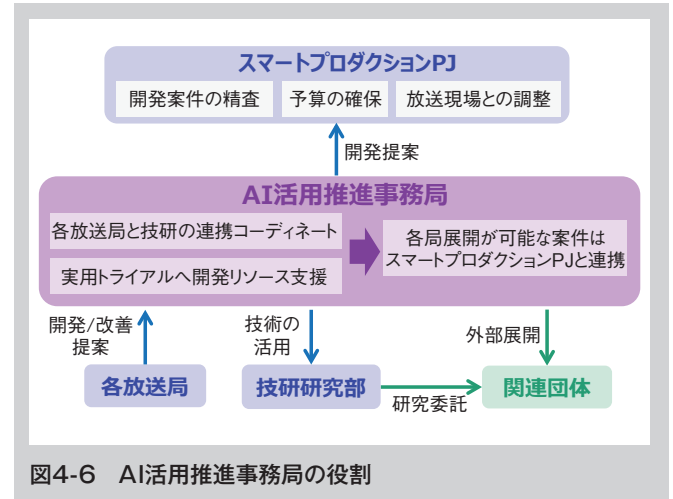 スマートプロダクションPJ
開発案件の精査
予算の確保
放送現場との調整
開発提案
AI活用推進事務局
各放送局と技研の連携コーディネート
実用トライアルへ開発リソース支援
各局展開が可能な案件は
スマートプロダクションPJと連携
開発/改善
提案
技術の
活用
外部展開
各放送局
技研研究部
研究委託
関連団体
図4-6 AI活用推進事務局の役割